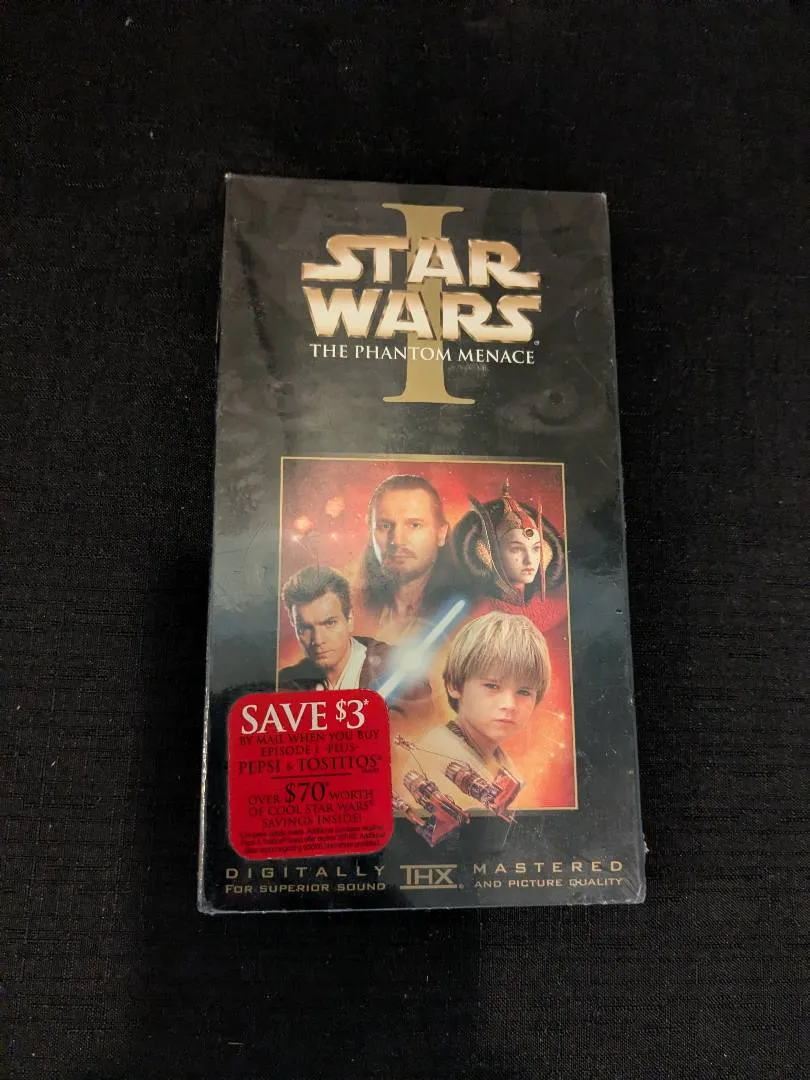 I
STAR
WARS
THE PHANTOM MENACE
SAVE $3*
BY MAIL WHEN YOU BUY
EPISODE I -PLUS-
PEPSI & TOSTITOS®
OVER $70* WORTH
OF COOL STAR WARS®
SAVINGS INSIDE!
DIGITALLY THX MASTERED
FOR SUPERIOR SOUND AND PICTURE QUALITY